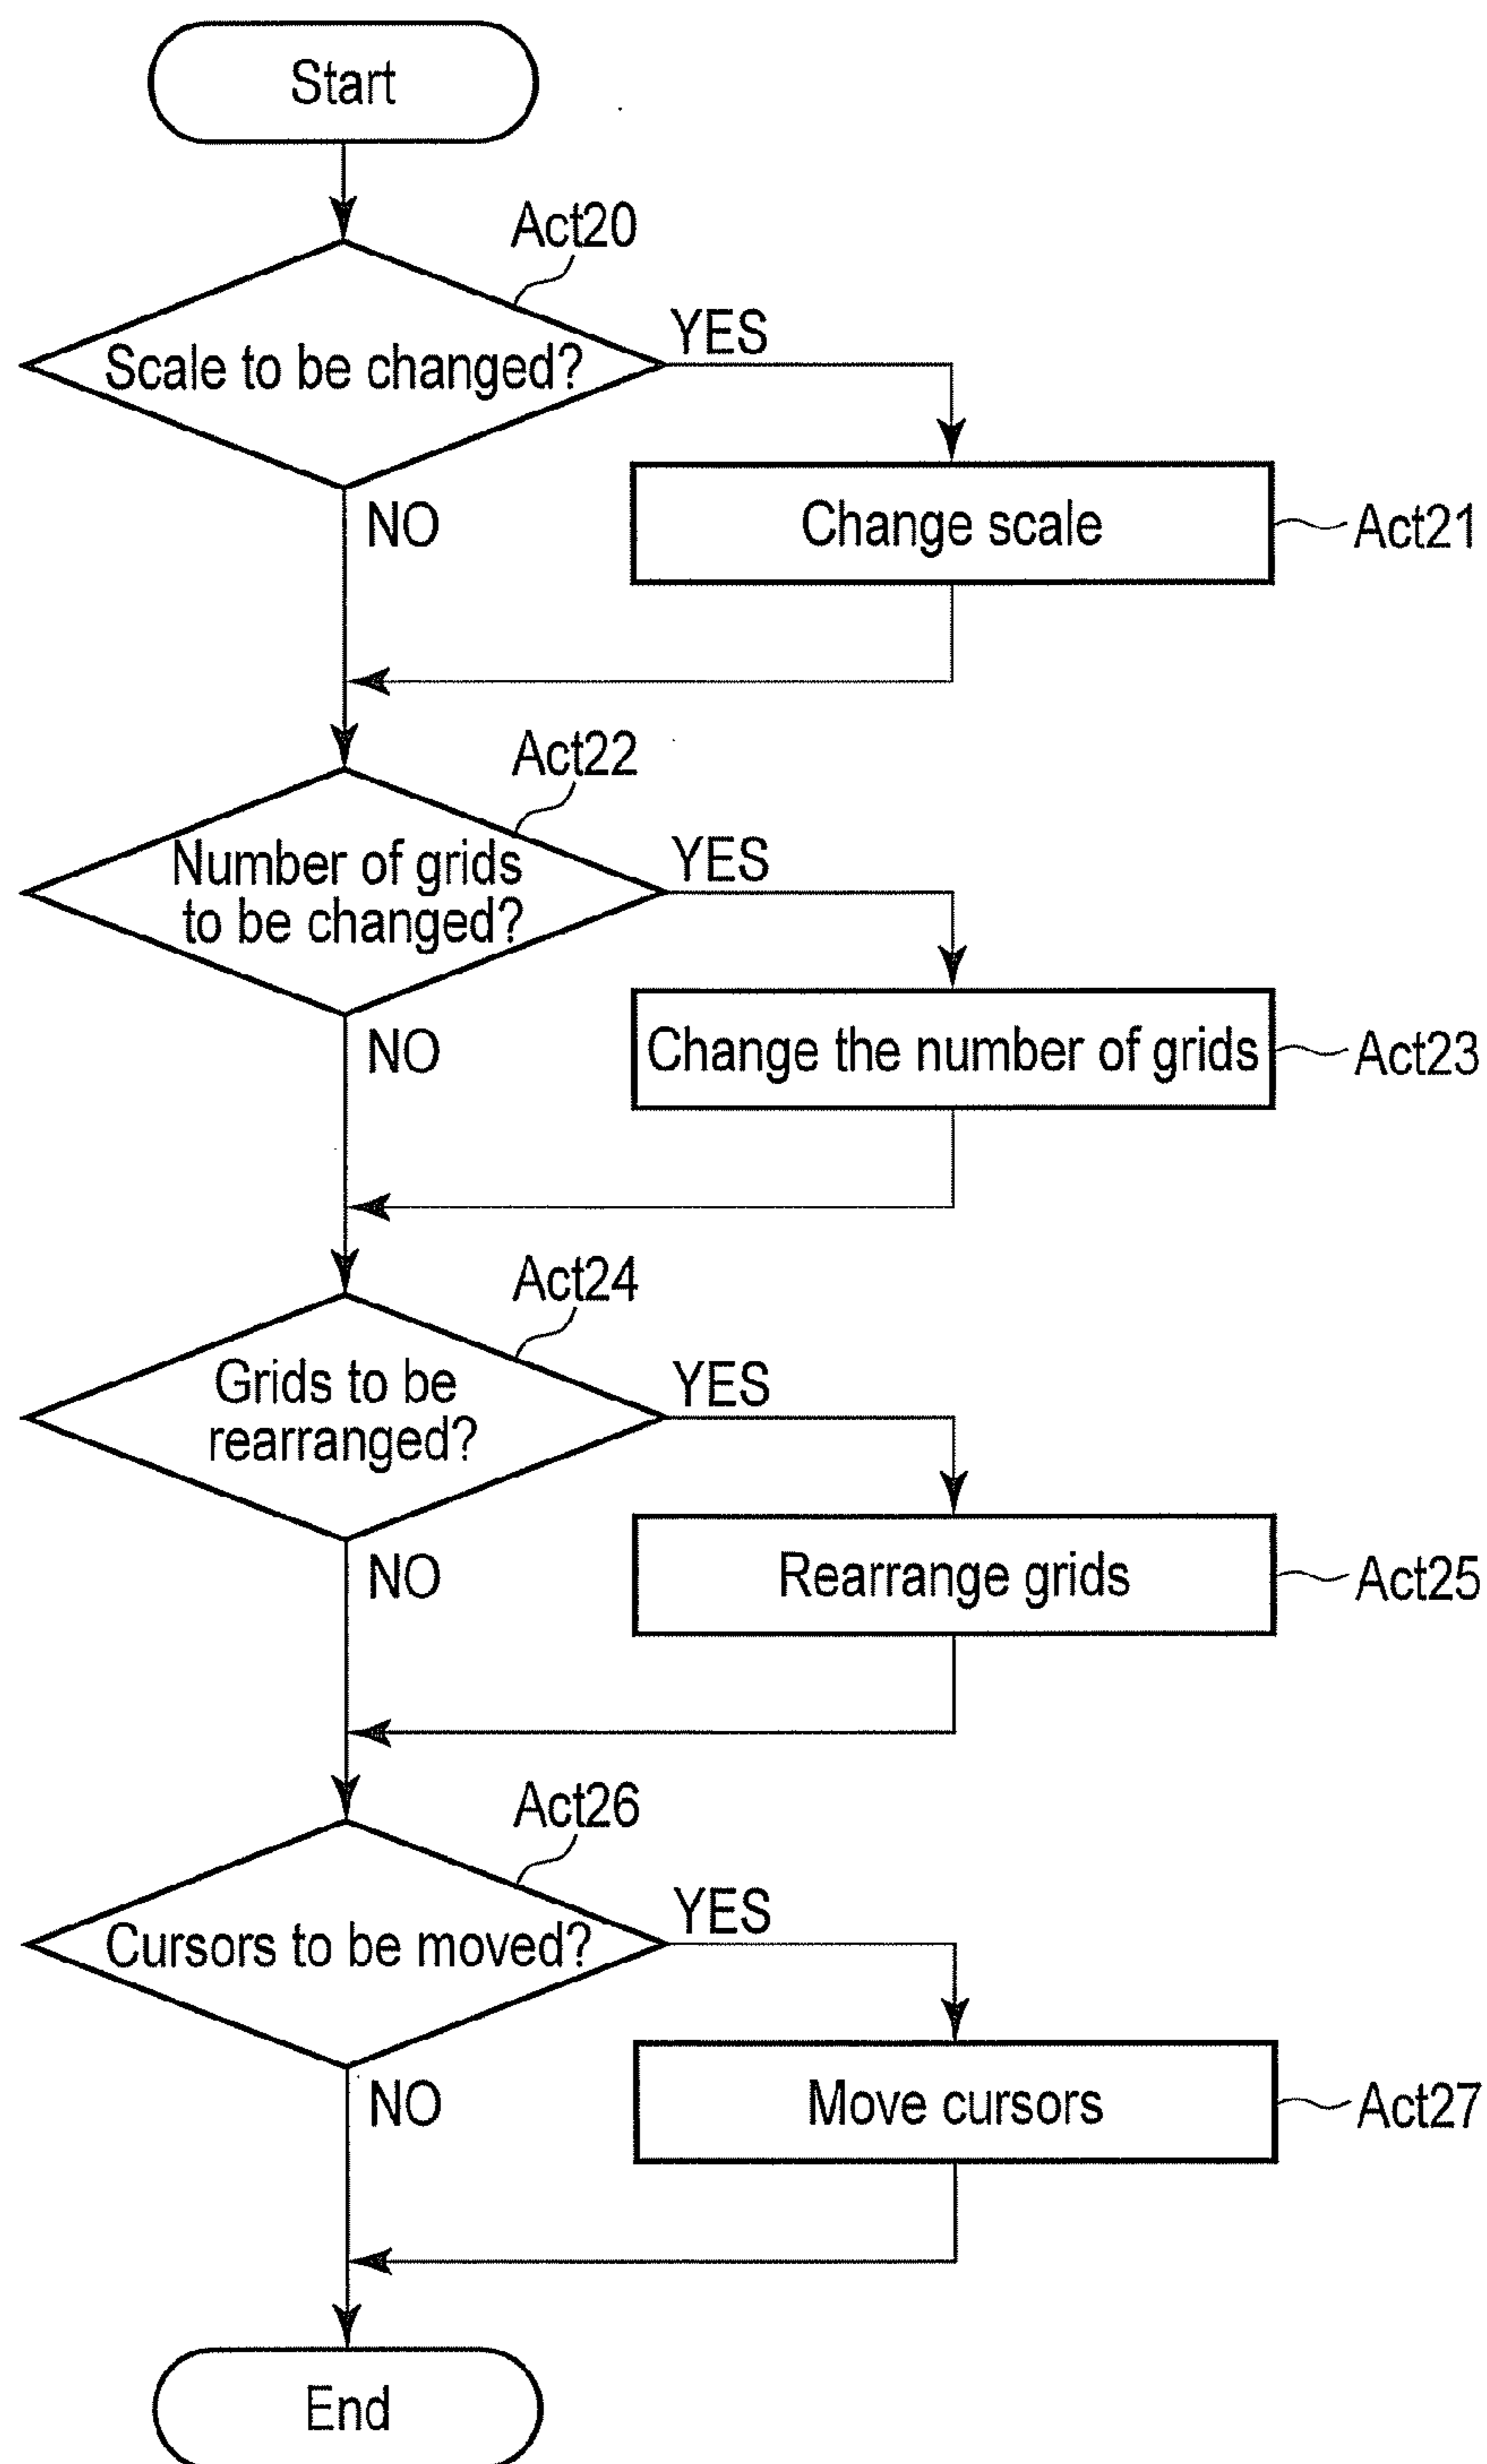 Start
Act20
Scale to be changed?
YES
NO
Change scale
Act21
Act22
Number of grids
to be changed?
YES
NO
Change the number of grids
Act23
Act24
Grids to be
rearranged?
YES
NO
Rearrange grids
Act25
Act26
Cursors to be moved?
YES
NO
Move cursors
Act27
End